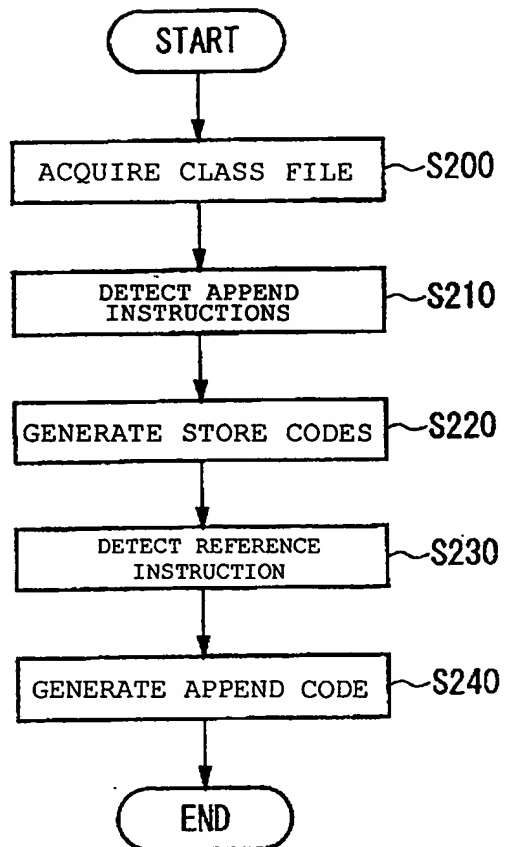 START
ACQUIRE CLASS FILE
S200
DETECT APPEND
INSTRUCTIONS
S210
GENERATE STORE CODES
S220
DETECT REFERENCE
INSTRUCTION
S230
GENERATE APPEND CODE
S240
END